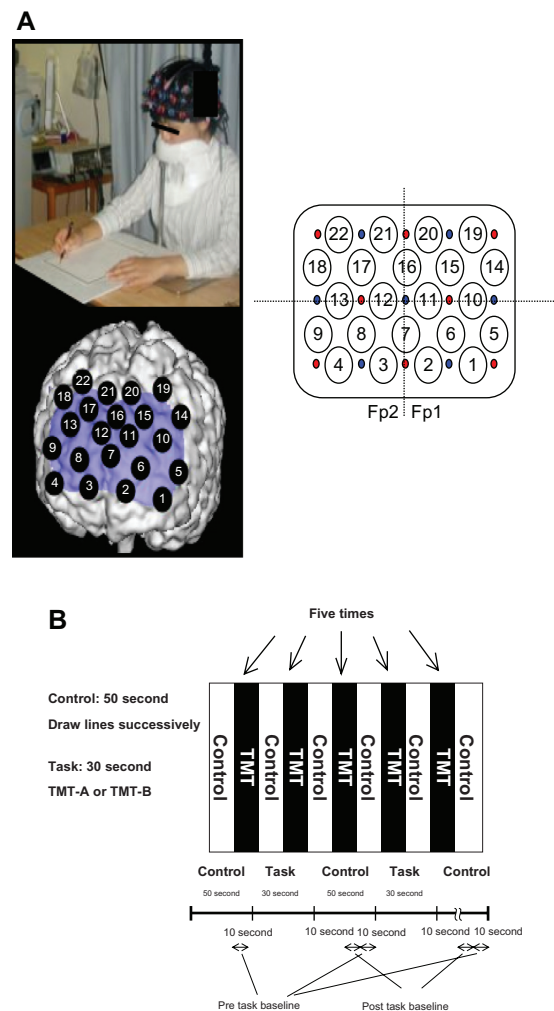 A
22 21 20 19
18 17 16 15 14
13 12 11 10
9 8 7 6 5
4 3 2 1
Fp2 Fp1
22 21 20 19
18 17 16 15 14
13 12 11 10
9 8 7 6 5
4 3 2 1
B
Five times
Control: 50 second
Draw lines successively
Task: 30 second
TMT-A or TMT-B
Control TMT Control TMT Control TMT Control TMT Control TMT Control
Control Task Control Task Control
50 second 30 second 50 second 30 second
10 second 10 second 10 second 10 second 10 second
Pre task baseline Post task baseline